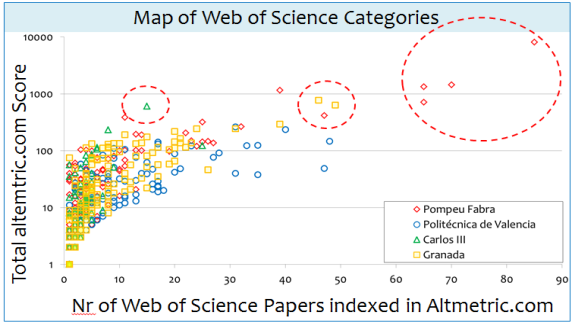 Map of Web of Science Categories
Total altemtric.com Score
10000
1000
100
10
1
0
10
20
30
40
50
60
70
80
90
Pompeu Fabra
Politécnica de Valencia
Carlos III
Granada
Nr of Web of Science Papers indexed in Altmetric.com